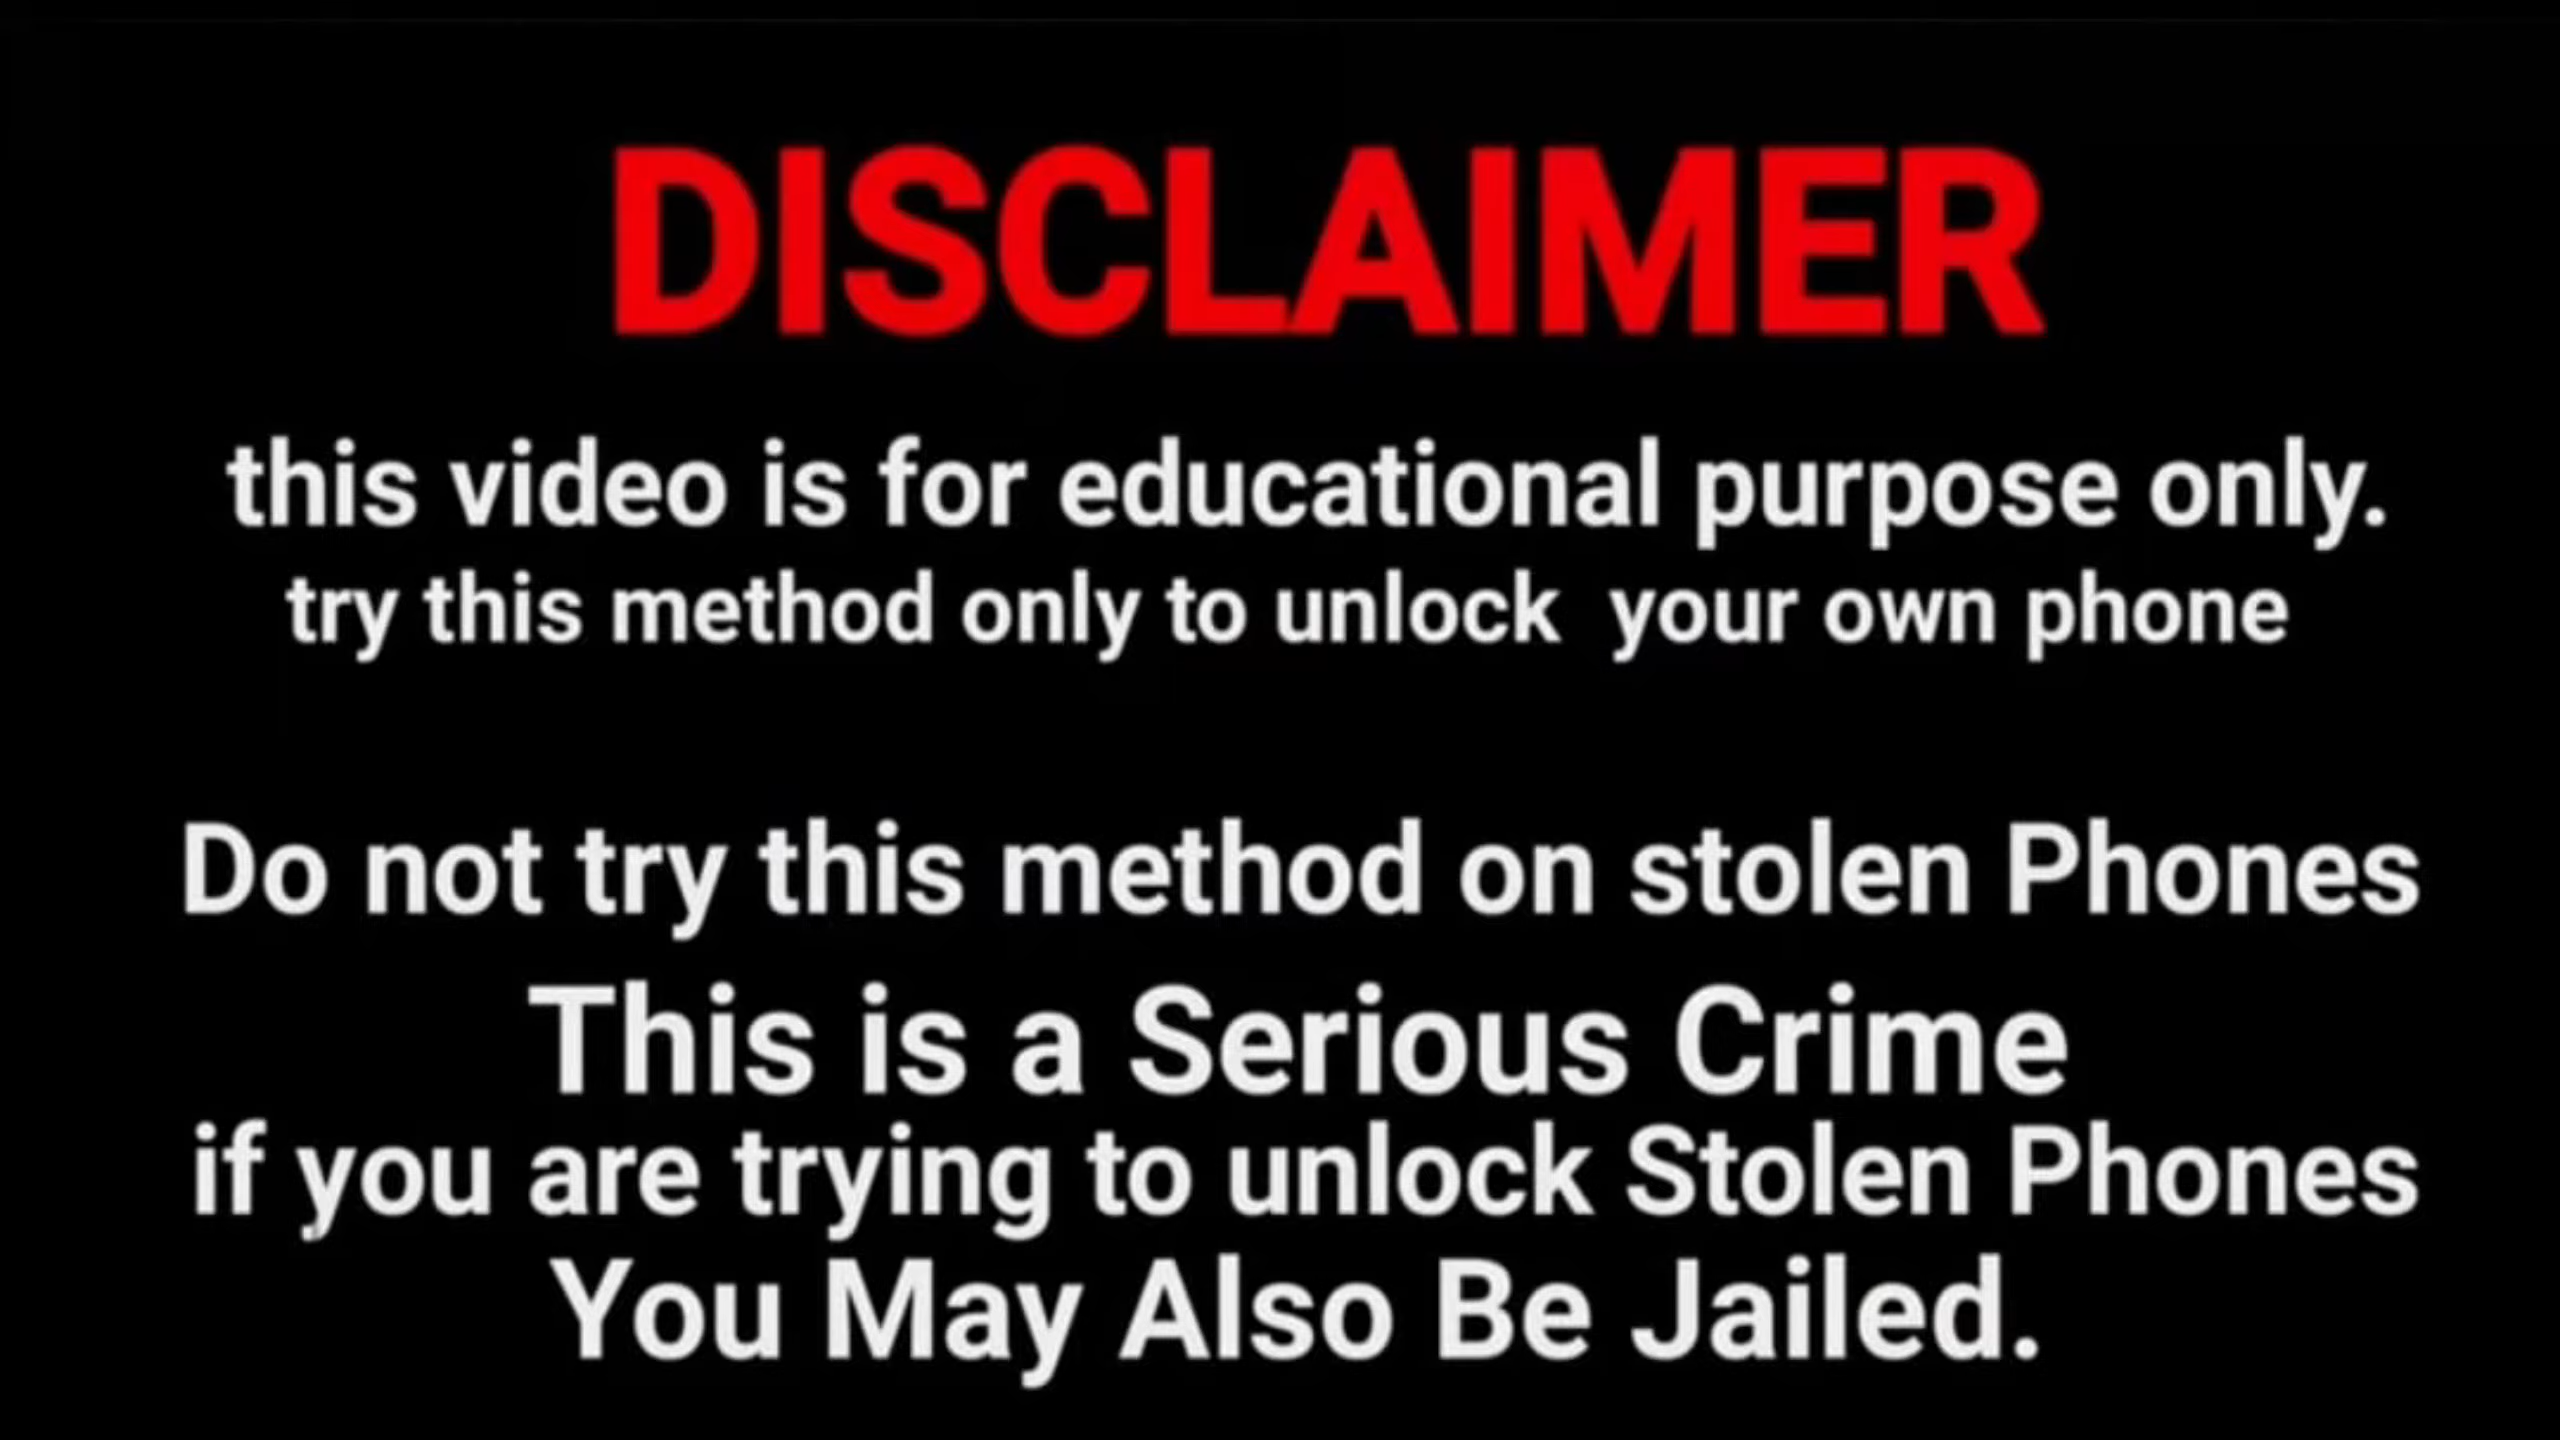 DISCLAIMER
this video is for educational purpose only.
try this method only to unlock  your own phone
Do not try this method on stolen Phones
This is a Serious Crime
if you are trying to unlock Stolen Phones
You May Also Be Jailed.